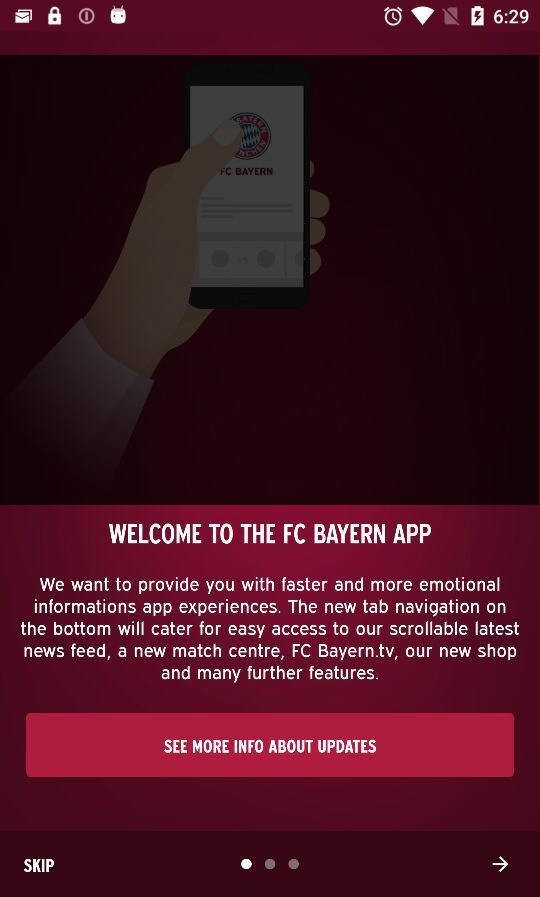 6:29
BAYERN
MÜNCHEN
FC BAYERN
VS
WELCOME TO THE FC BAYERN APP
We want to provide you with faster and more emotional
informations app experiences. The new tab navigation on
the bottom will cater for easy access to our scrollable latest
news feed, a new match centre, FC Bayern.tv, our new shop
and many further features.
SEE MORE INFO ABOUT UPDATES
SKIP